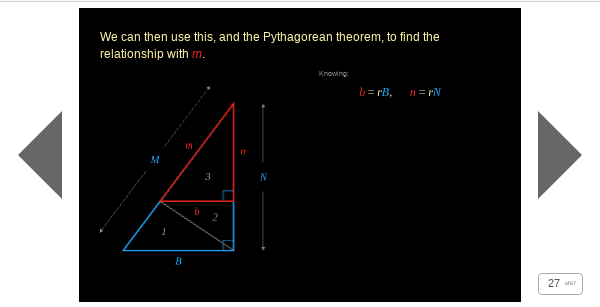 We can then use this, and the Pythagorean theorem, to find the
relationship with m.
Knowing:
b = rB, n = rN
m
n
M
3
N
b
2
1
B
27 of 67